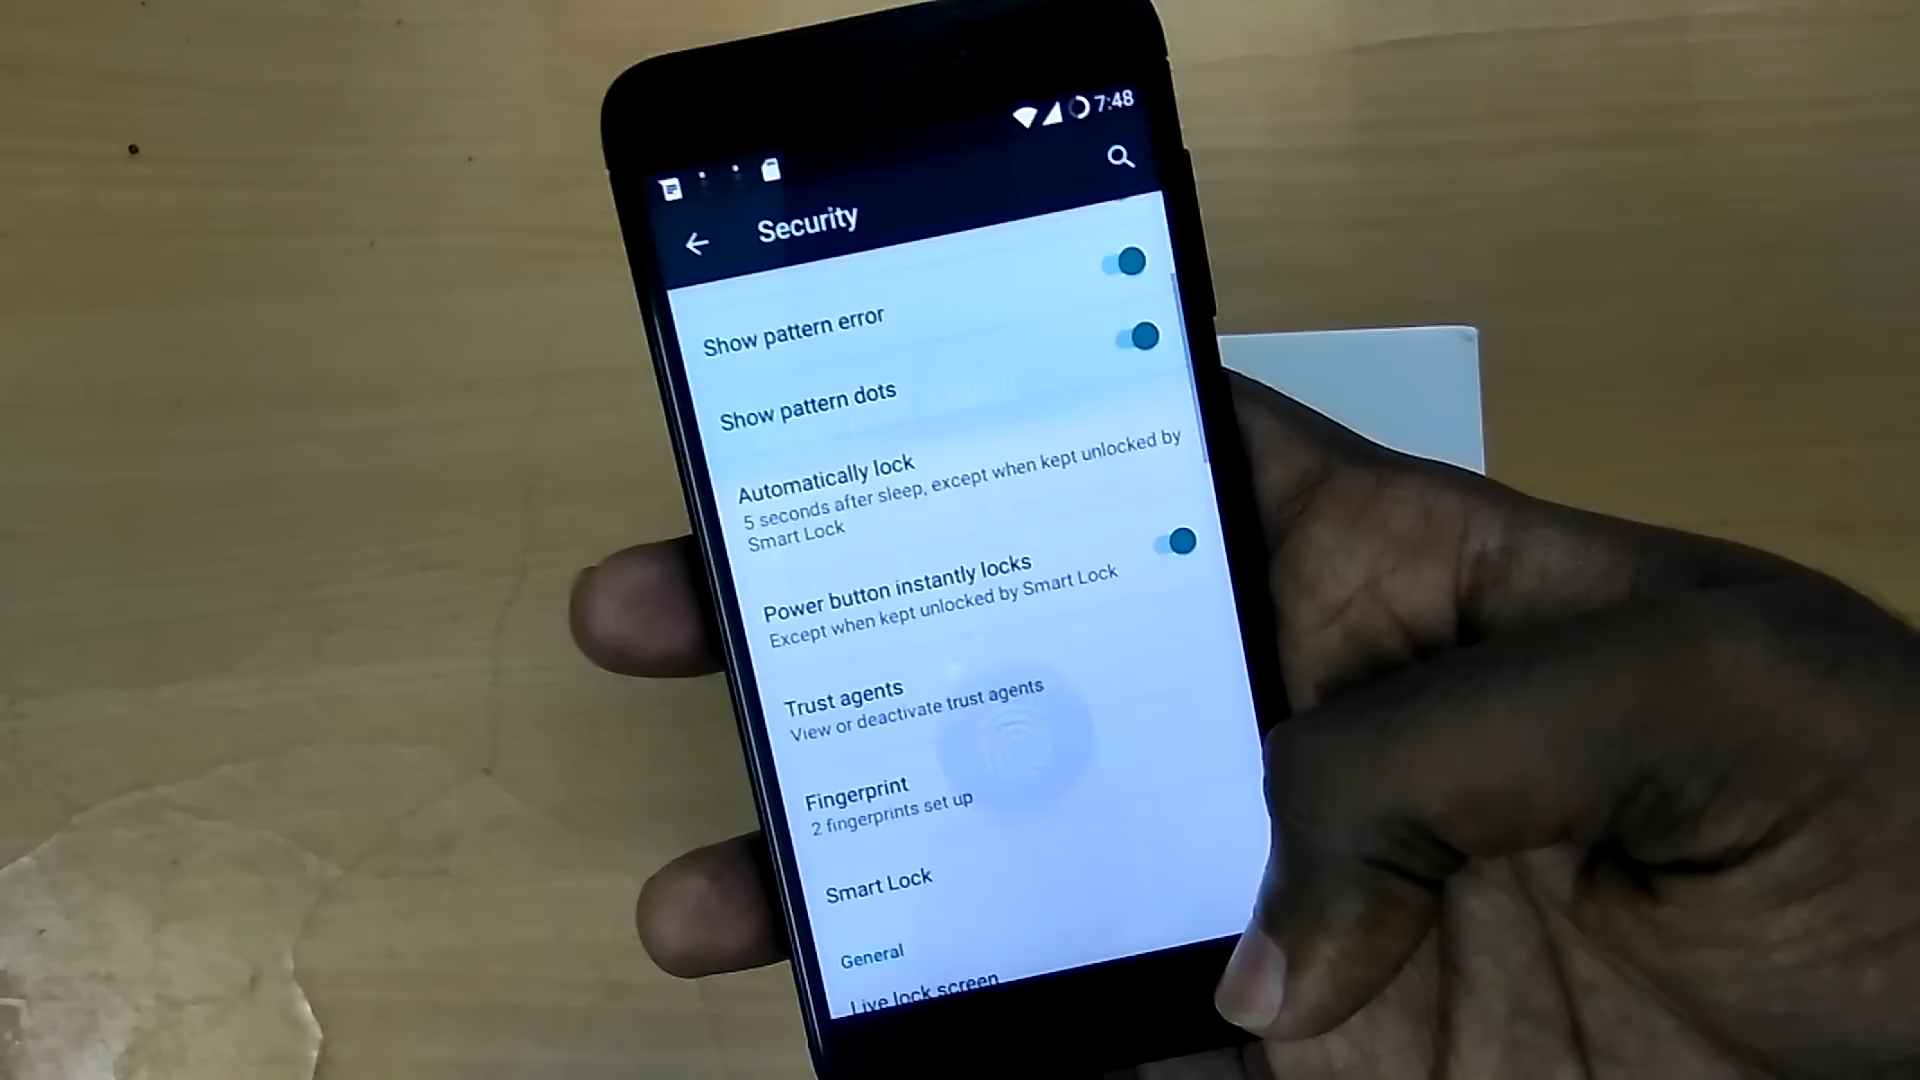 7:48
Security
Show pattern error
Show pattern dots
Automatically lock
5 seconds after sleep, except when kept unlocked by
Smart Lock
Power button instantly locks
Except when kept unlocked by Smart Lock
Trust agents
View or deactivate trust agents
Fingerprint
2 fingerprints set up
Smart Lock
General
Live lock screen